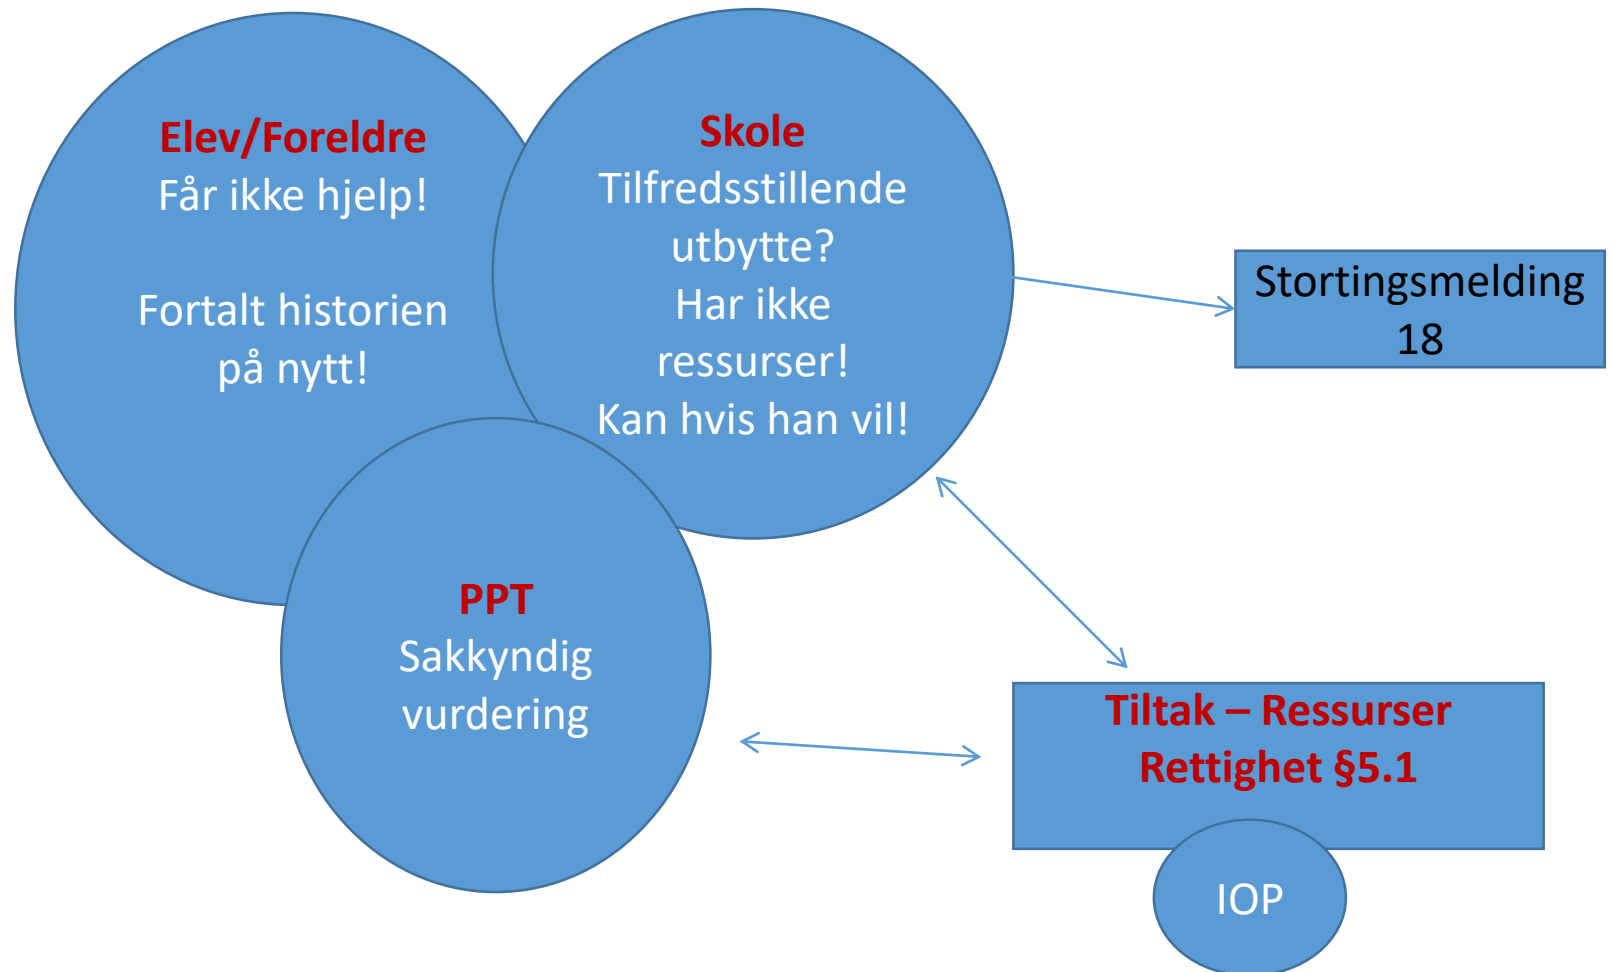 Elev/Foreldre
Får ikke hjelp!
Fortalt historien
på nytt!
Skole
Tilfredsstillende
utbytte?
Har ikke
ressurser!
Kan hvis han vil!
Stortingsmelding
18
PPT
Sakkyndig
vurdering
Tiltak – Ressurser
Rettighet §5.1
IOP